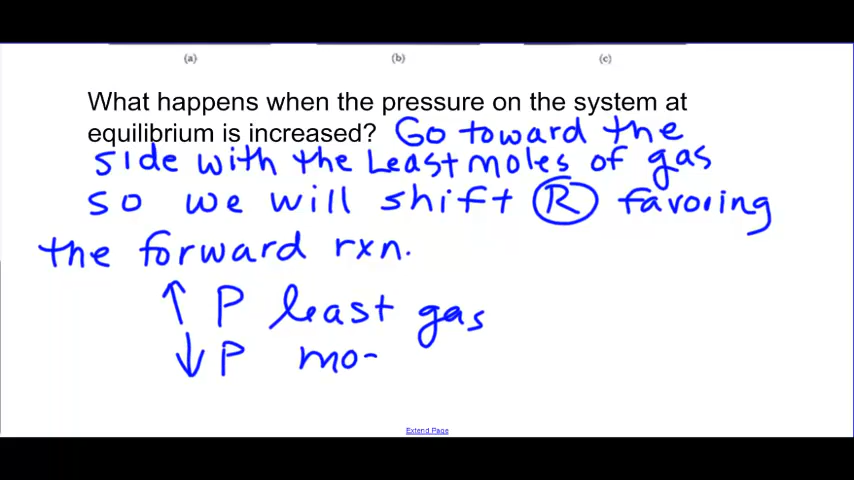 (a) (b) (c)
What happens when the pressure on the system at
equilibrium is increased? Go toward the
side with the Least moles of gas
so we will shift R favoring
the forward rxn.
↑ P least gas
↓ P mo
Extend Page